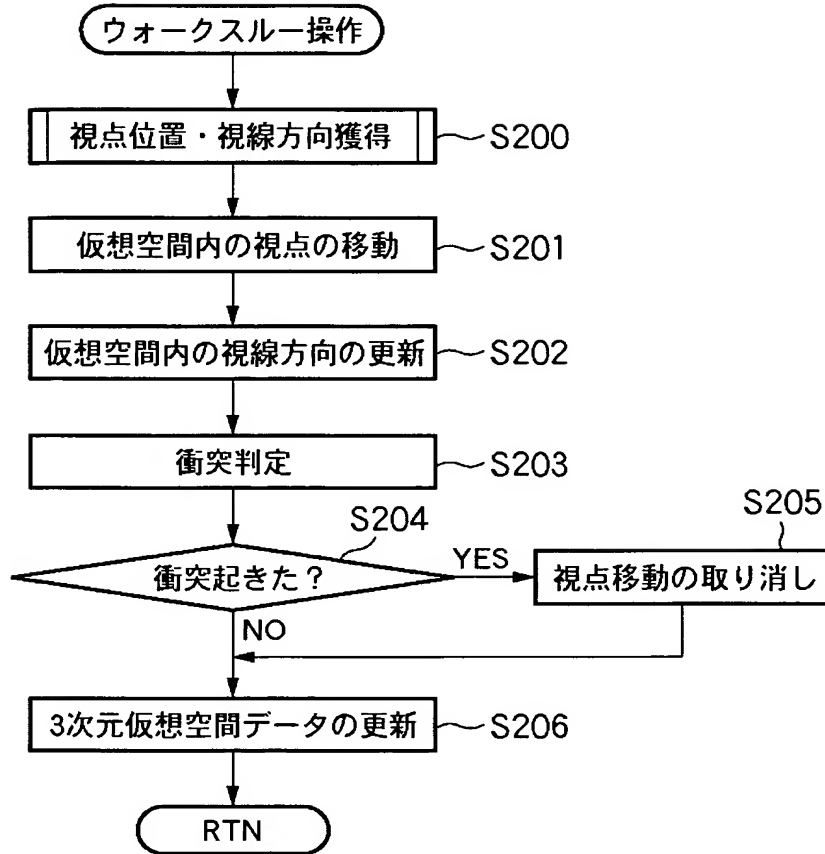 ウォークスルー操作
視点位置・視線方向獲得
S200
仮想空間内の視点の移動
S201
仮想空間内の視線方向の更新
S202
衝突判定
S203
S204
衝突起きた？
YES
S205
視点移動の取り消し
NO
3次元仮想空間データの更新
S206
RTN